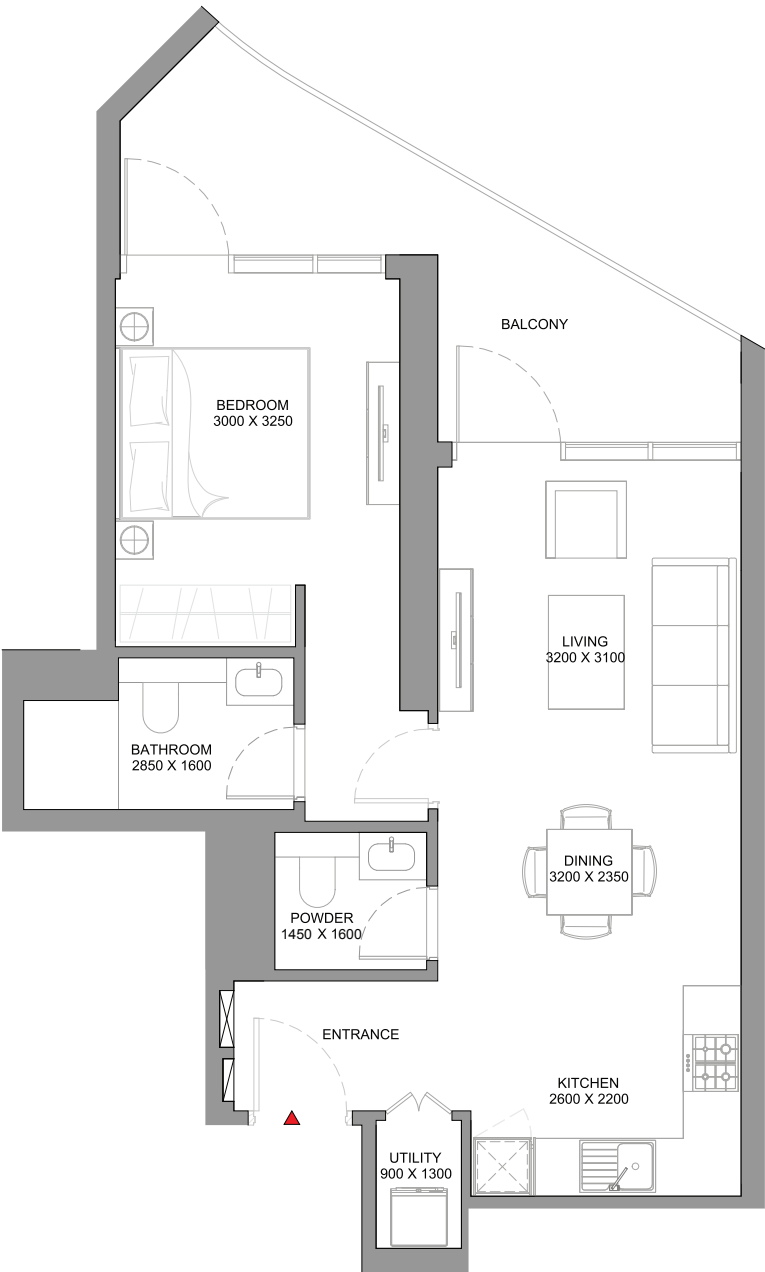 BALCONY
BEDROOM
3000 X 3250
LIVING
3200 X 3100
BATHROOM
2850 X 1600
DINING
3200 X 2350
POWDER
1450 X 1600
ENTRANCE
KITCHEN
2600 X 2200
UTILITY
900 X 1300